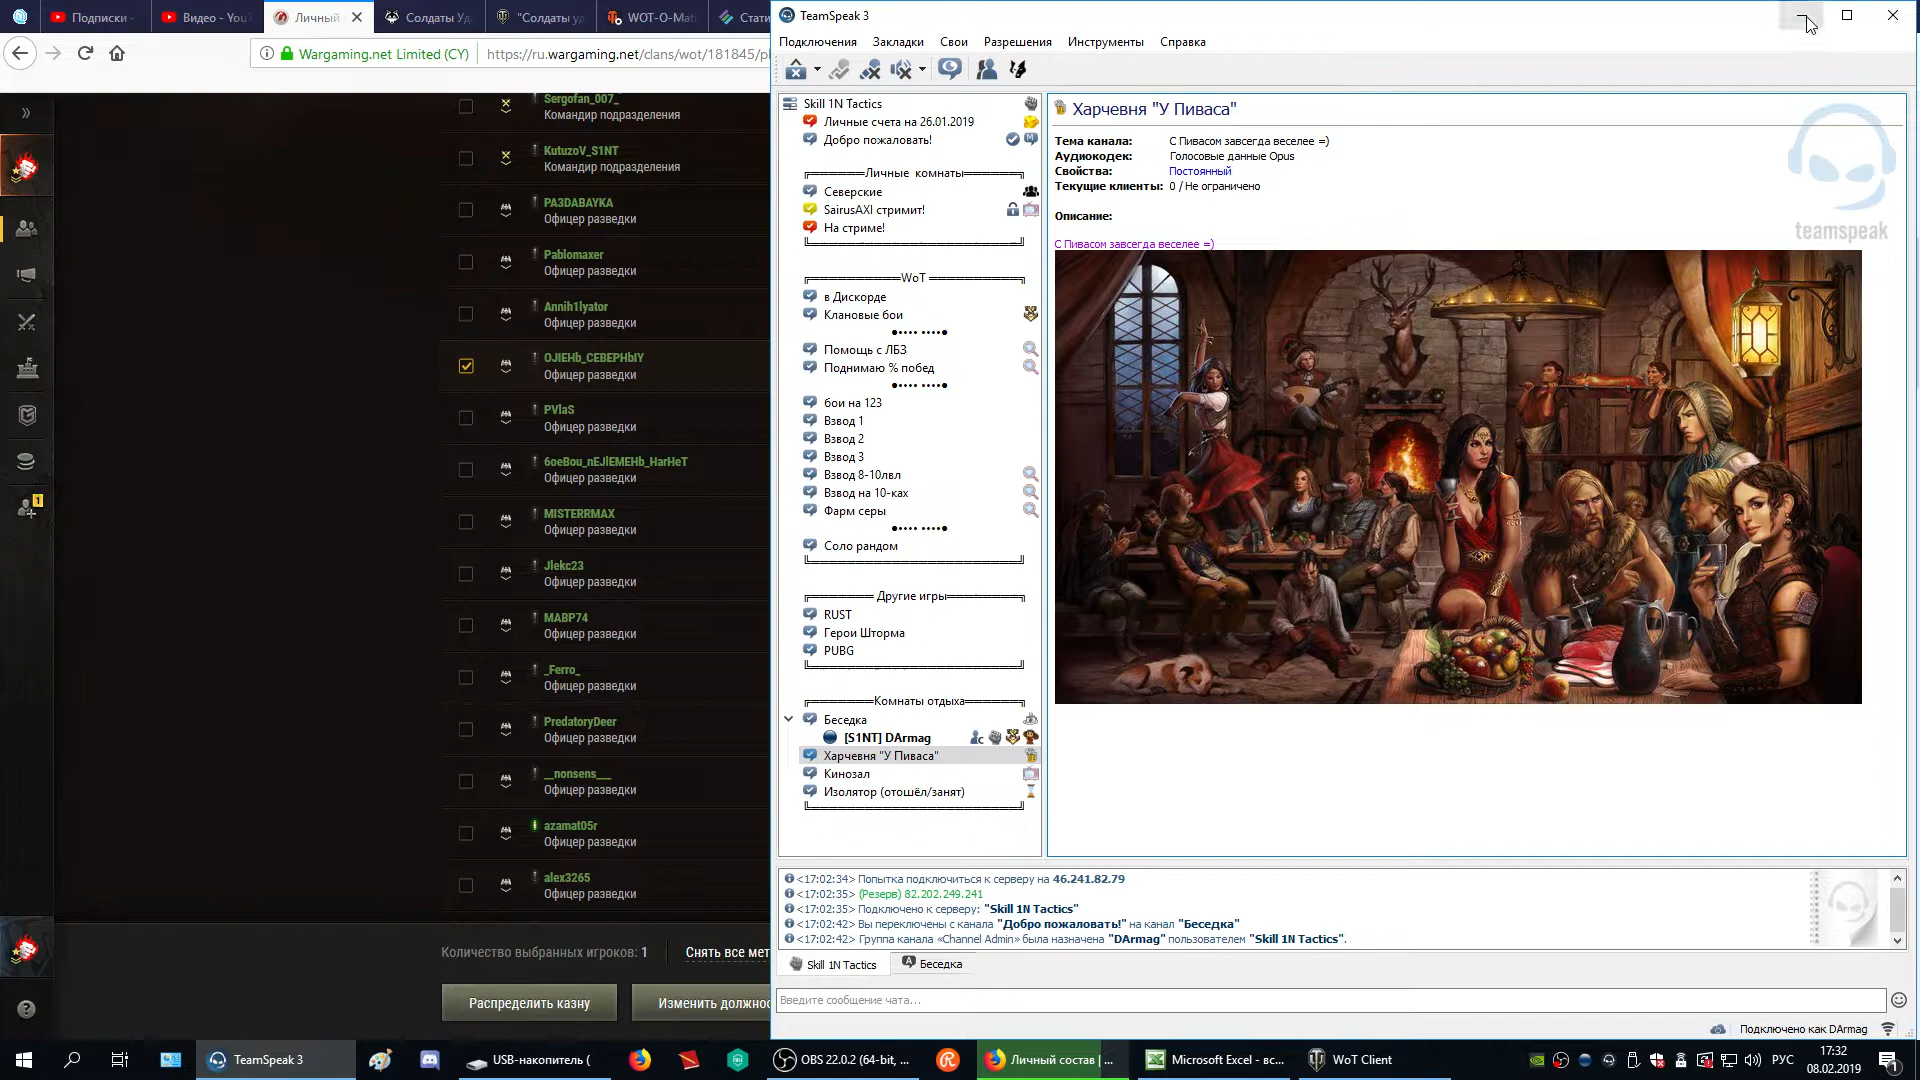 Подписки -
Видео - YouT
Личный
Солдаты Уд
"Солдаты уд
WOT-O-Mati
Стати
Wargaming.net Limited (CY)
https://ru.wargaming.net/clans/wot/181845/pl
Sergofan_007_
Командир подразделения
KutuzoV_S1NT
Командир подразделения
PA3DABAYKA
Офицер разведки
Pablomaxer
Офицер разведки
Annih1lyator
Офицер разведки
OJIEHb_CEBEPHbIY
Офицер разведки
PVlaS
Офицер разведки
6oeBou_nEJlEMEHb_HarHeT
Офицер разведки
MISTERRMAX
Офицер разведки
Jlekc23
Офицер разведки
MABP74
Офицер разведки
_Ferro_
Офицер разведки
PredatoryDeer
Офицер разведки
__nonsens___
Офицер разведки
azamat05r
Офицер разведки
alex3265
Офицер разведки
1
Количество выбранных игроков: 1
Снять все мет
Распределить казну
Изменить должнос
TeamSpeak 3
Подключения Закладки Свои Разрешения Инструменты Справка
Skill 1N Tactics
Личные счета на 26.01.2019
Добро пожаловать!
╔══════Личные комнаты══════╗
Северские
SairusAXI стримит!
На стриме!
╚═════════════════════╝
╔══════════WoT ══════════╗
в Дискорде
Клановые бои
●•••• ••••●
Помощь с ЛБЗ
Поднимаю % побед
●•••• ••••●
бои на 123
Взвод 1
Взвод 2
Взвод 3
Взвод 8-10лвл
Взвод на 10-ках
Фарм серы
●•••• ••••●
Соло рандом
╚═════════════════════╝
╔═══════ Другие игры════════╗
RUST
Герои Шторма
PUBG
╚═════════════════════╝
╔═══════Комнаты отдыха══════╗
Беседка
[S1NT] DArmag
Харчевня "У Пиваса"
Кинозал
Изолятор (отошёл/занят)
╚═════════════════════╝
Харчевня "У Пиваса"
Тема канала: С Пивасом завсегда веселее =)
Аудиокодек: Голосовые данные Opus
Свойства: Постоянный
Текущие клиенты: 0 / Не ограничено
Описание:
С Пивасом завсегда веселее =)
teamspeak
<17:02:34> Попытка подключиться к серверу на 46.241.82.79
<17:02:35> (Резерв) 82.202.249.241
<17:02:35> Подключено к серверу: "Skill 1N Tactics"
<17:02:42> Вы переключены с канала "Добро пожаловать!" на канал "Беседка"
<17:02:42> Группа канала «Channel Admin» была назначена "DArmag" пользователем "Skill 1N Tactics".
Skill 1N Tactics
Беседка
Введите сообщение чата...
Подключено как DArmag
TeamSpeak 3
USB-накопитель (
OBS 22.0.2 (64-bit, ...
Личный состав | ...
Microsoft Excel - вс...
WoT Client
РУС
17:32
08.02.2019
1